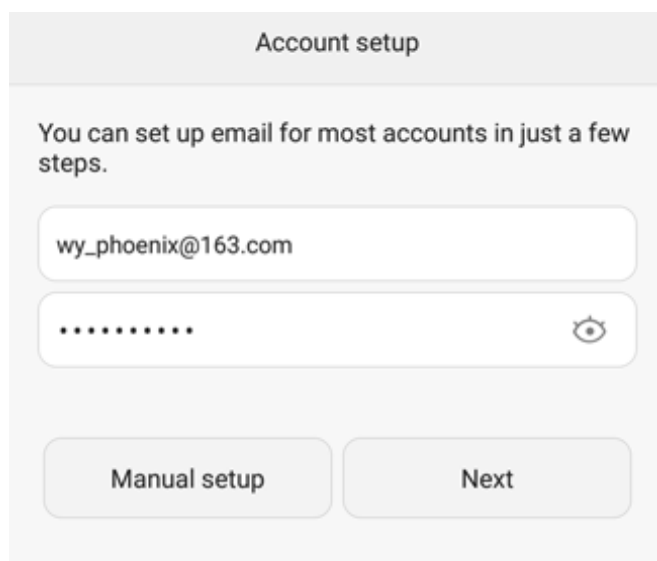 Account setup
You can set up email for most accounts in just a few
steps.
wy_phoenix@163.com
••••••••••
Manual setup
Next